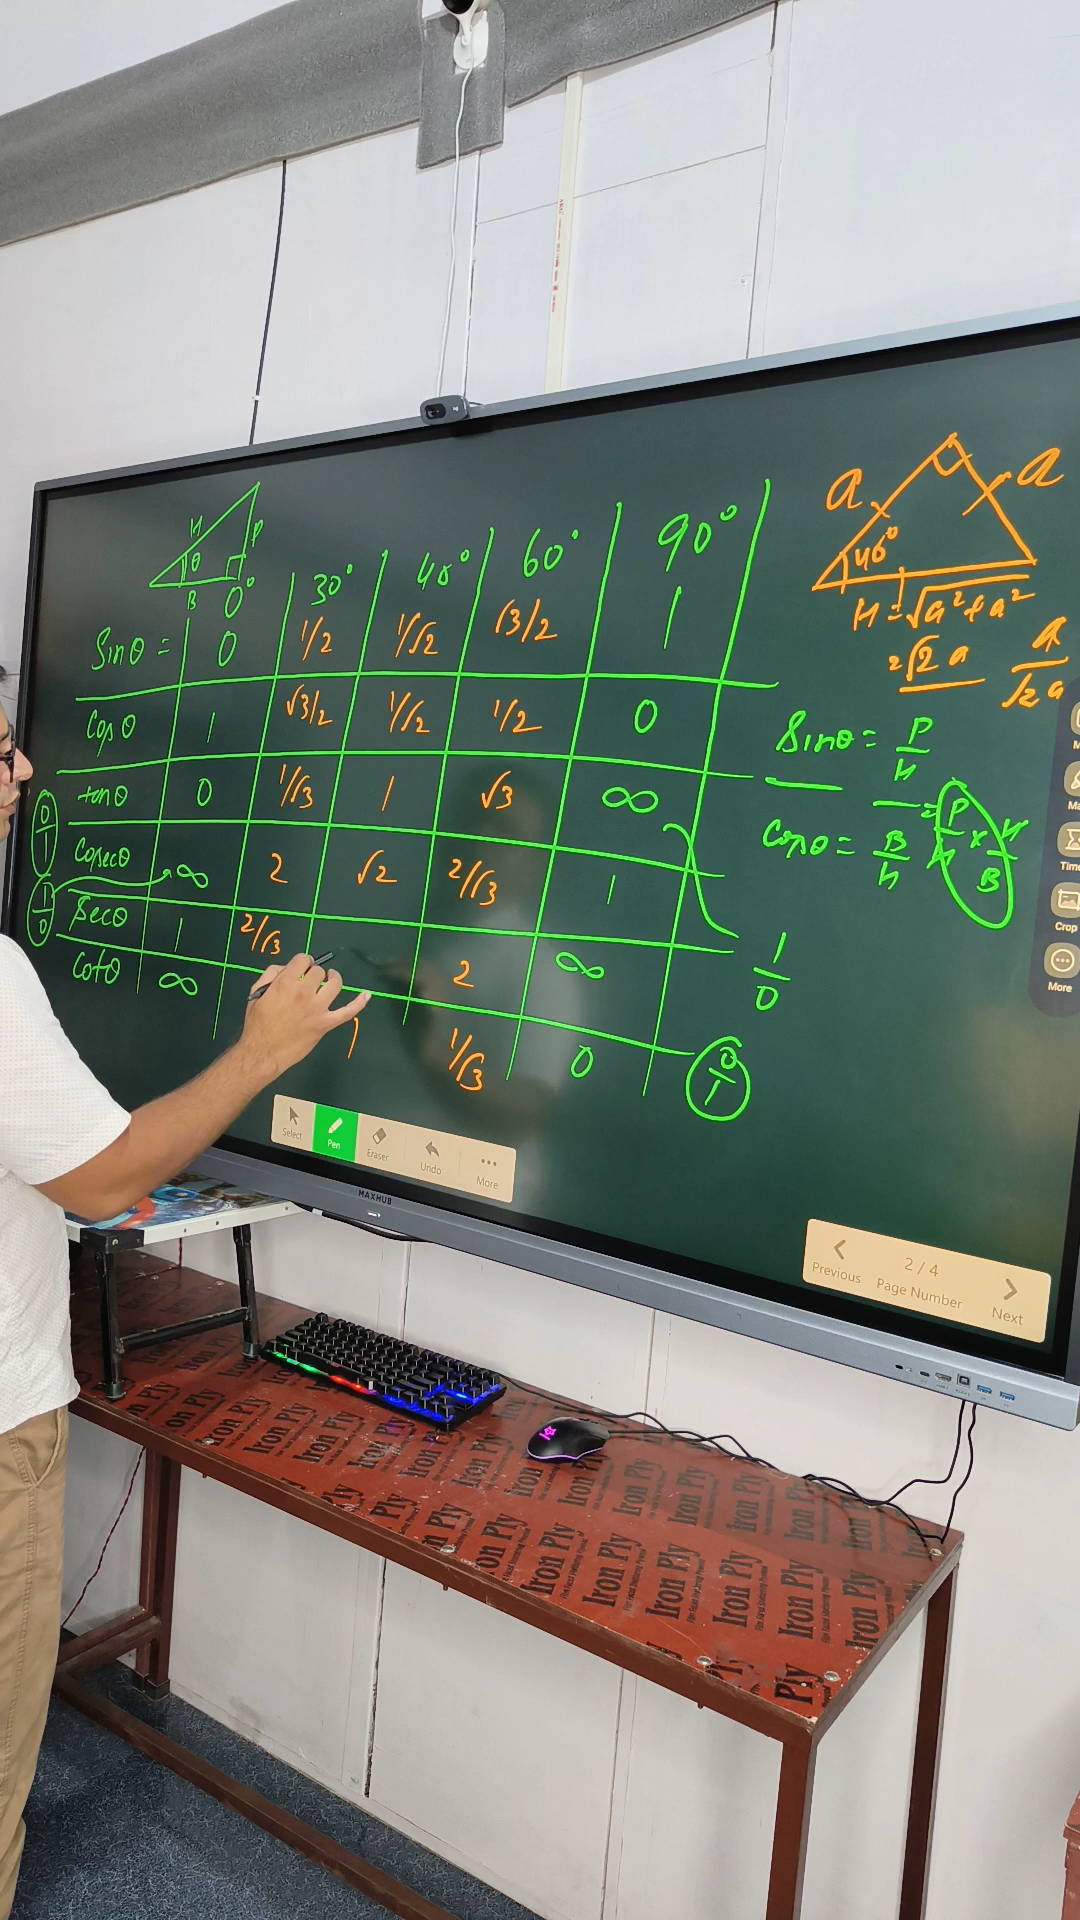 H
θ
P
B
0°
30°
45°
60°
90°
Sinθ = 0 1/2 1/√2 √3/2 1
Cosθ 1 √3/2 1/√2 1/2 0
tanθ 0 1/√3 1 √3 ∞
Cosecθ ∞ 2 √2 2/√3 1
Secθ 1 2/√3 2 ∞
Cotθ ∞ 1 1/√3 0
0/1
1/0
1/0
0/1
a
a
45°
H = √a²+a²
√2 a
a/√2a
Sinθ = P/H
Cosθ = B/H
= P/H × H/B
Select
Pen
Eraser
Undo
More
MAXHUB
Previous
2 / 4
Page Number
Next
Crop
More
Iron Ply